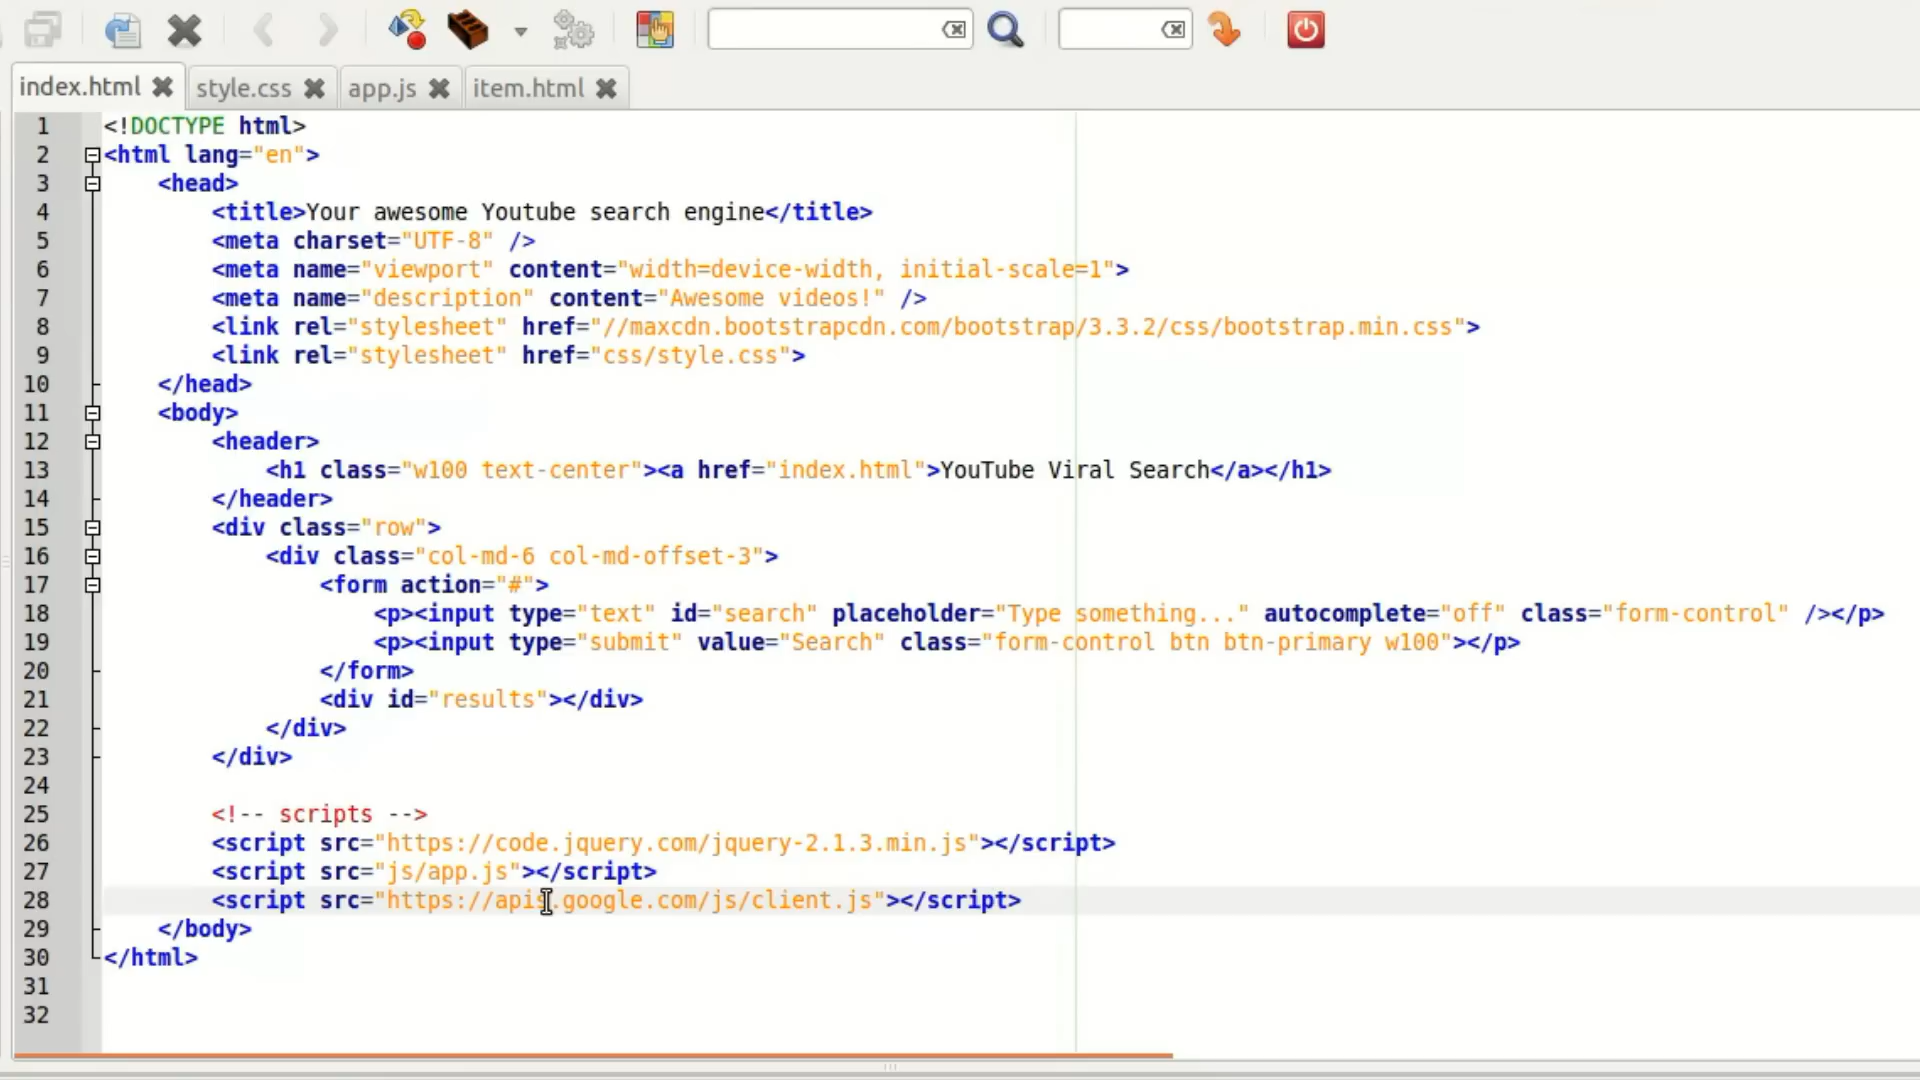 index.html style.css app.js item.html
1 <!DOCTYPE html>
2 <html lang="en">
3 <head>
4 <title>Your awesome Youtube search engine</title>
5 <meta charset="UTF-8" />
6 <meta name="viewport" content="width=device-width, initial-scale=1">
7 <meta name="description" content="Awesome videos!" />
8 <link rel="stylesheet" href="//maxcdn.bootstrapcdn.com/bootstrap/3.3.2/css/bootstrap.min.css">
9 <link rel="stylesheet" href="css/style.css">
10 </head>
11 <body>
12 <header>
13 <h1 class="w100 text-center"><a href="index.html">YouTube Viral Search</a></h1>
14 </header>
15 <div class="row">
16 <div class="col-md-6 col-md-offset-3">
17 <form action="#">
18 <p><input type="text" id="search" placeholder="Type something..." autocomplete="off" class="form-control" /></p>
19 <p><input type="submit" value="Search" class="form-control btn btn-primary w100"></p>
20 </form>
21 <div id="results"></div>
22 </div>
23 </div>
24
25 <!-- scripts -->
26 <script src="https://code.jquery.com/jquery-2.1.3.min.js"></script>
27 <script src="js/app.js"></script>
28 <script src="https://apis.google.com/js/client.js"></script>
29 </body>
30 </html>
31
32